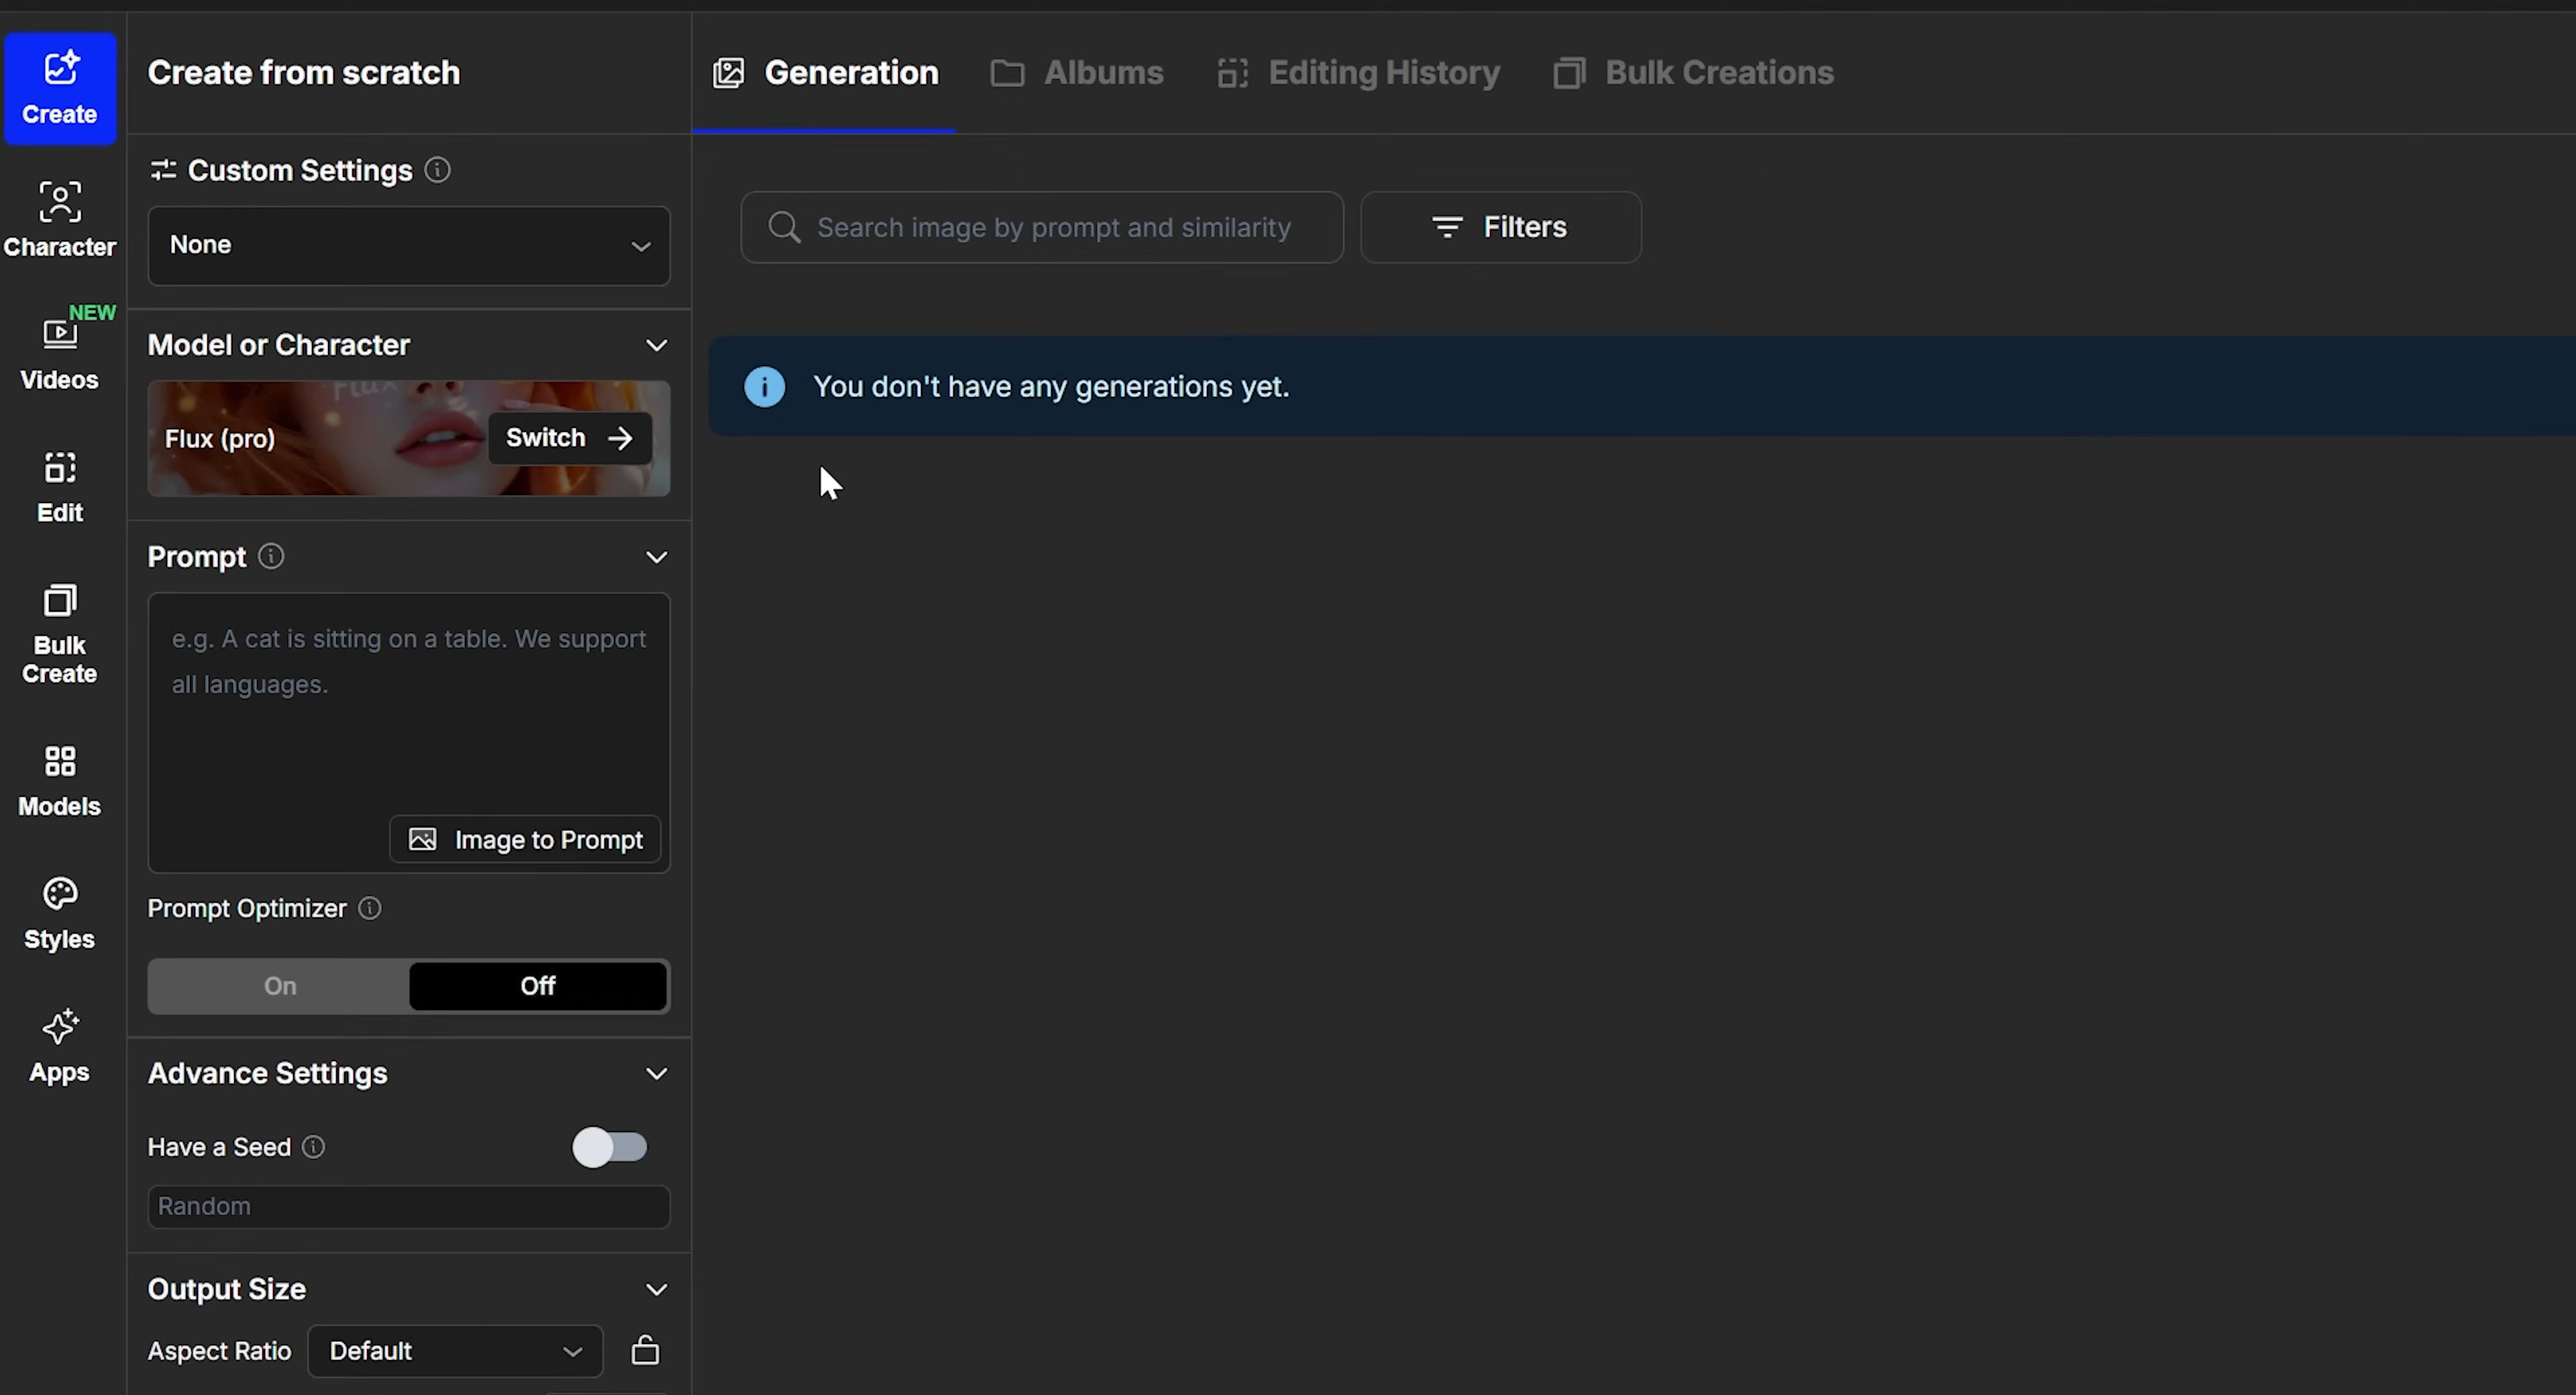 Create
Character
NEW
Videos
Edit
Bulk
Create
Models
Styles
Apps
Create from scratch
Custom Settings
None
Model or Character
Flux
Flux (pro)
Switch
Prompt
e.g. A cat is sitting on a table. We support
all languages.
Image to Prompt
Prompt Optimizer
On Off
Advance Settings
Have a Seed
Random
Output Size
Aspect Ratio Default
Generation Albums Editing History Bulk Creations
Search image by prompt and similarity Filters
You don't have any generations yet.